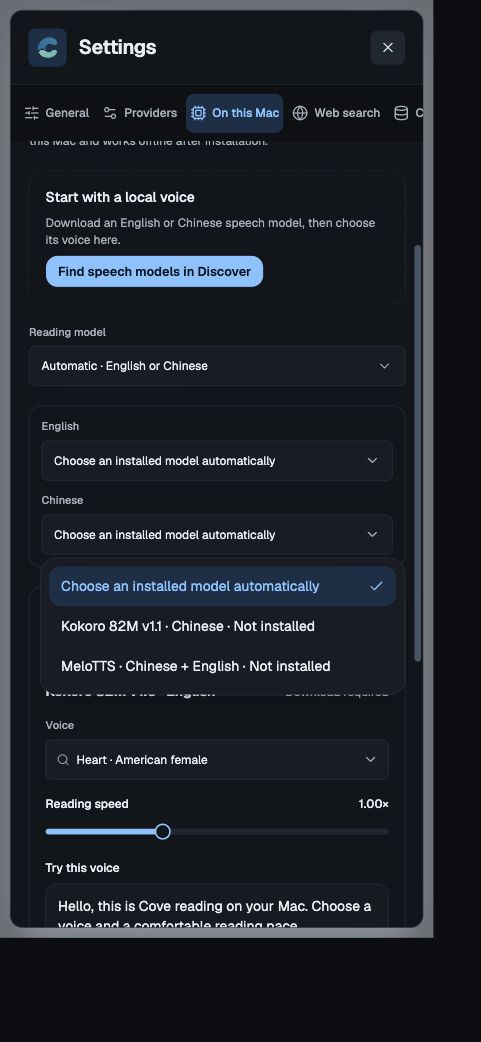 Settings
General
Providers
On this Mac
Web search
C
this Mac and works offline after installation.
Start with a local voice
Download an English or Chinese speech model, then choose
its voice here.
Find speech models in Discover
Reading model
Automatic · English or Chinese
English
Choose an installed model automatically
Chinese
Choose an installed model automatically
Choose an installed model automatically
Kokoro 82M v1.1 · Chinese · Not installed
MeloTTS · Chinese + English · Not installed
Download required
Voice
Heart · American female
Reading speed
1.00×
Try this voice
Hello, this is Cove reading on your Mac. Choose a
voice and a comfortable reading pace